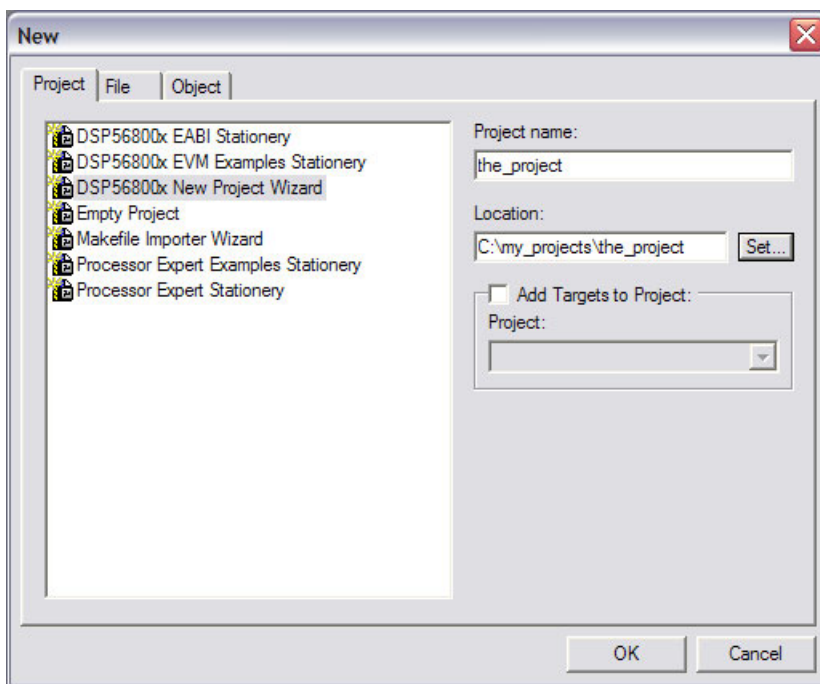 New
Project File Object
DSP56800x EABI Stationery
DSP56800x EVM Examples Stationery
DSP56800x New Project Wizard
Empty Project
Makefile Importer Wizard
Processor Expert Examples Stationery
Processor Expert Stationery
Project name:
the_project
Location:
C:\my_projects\the_project Set...
Add Targets to Project:
Project:
OK Cancel